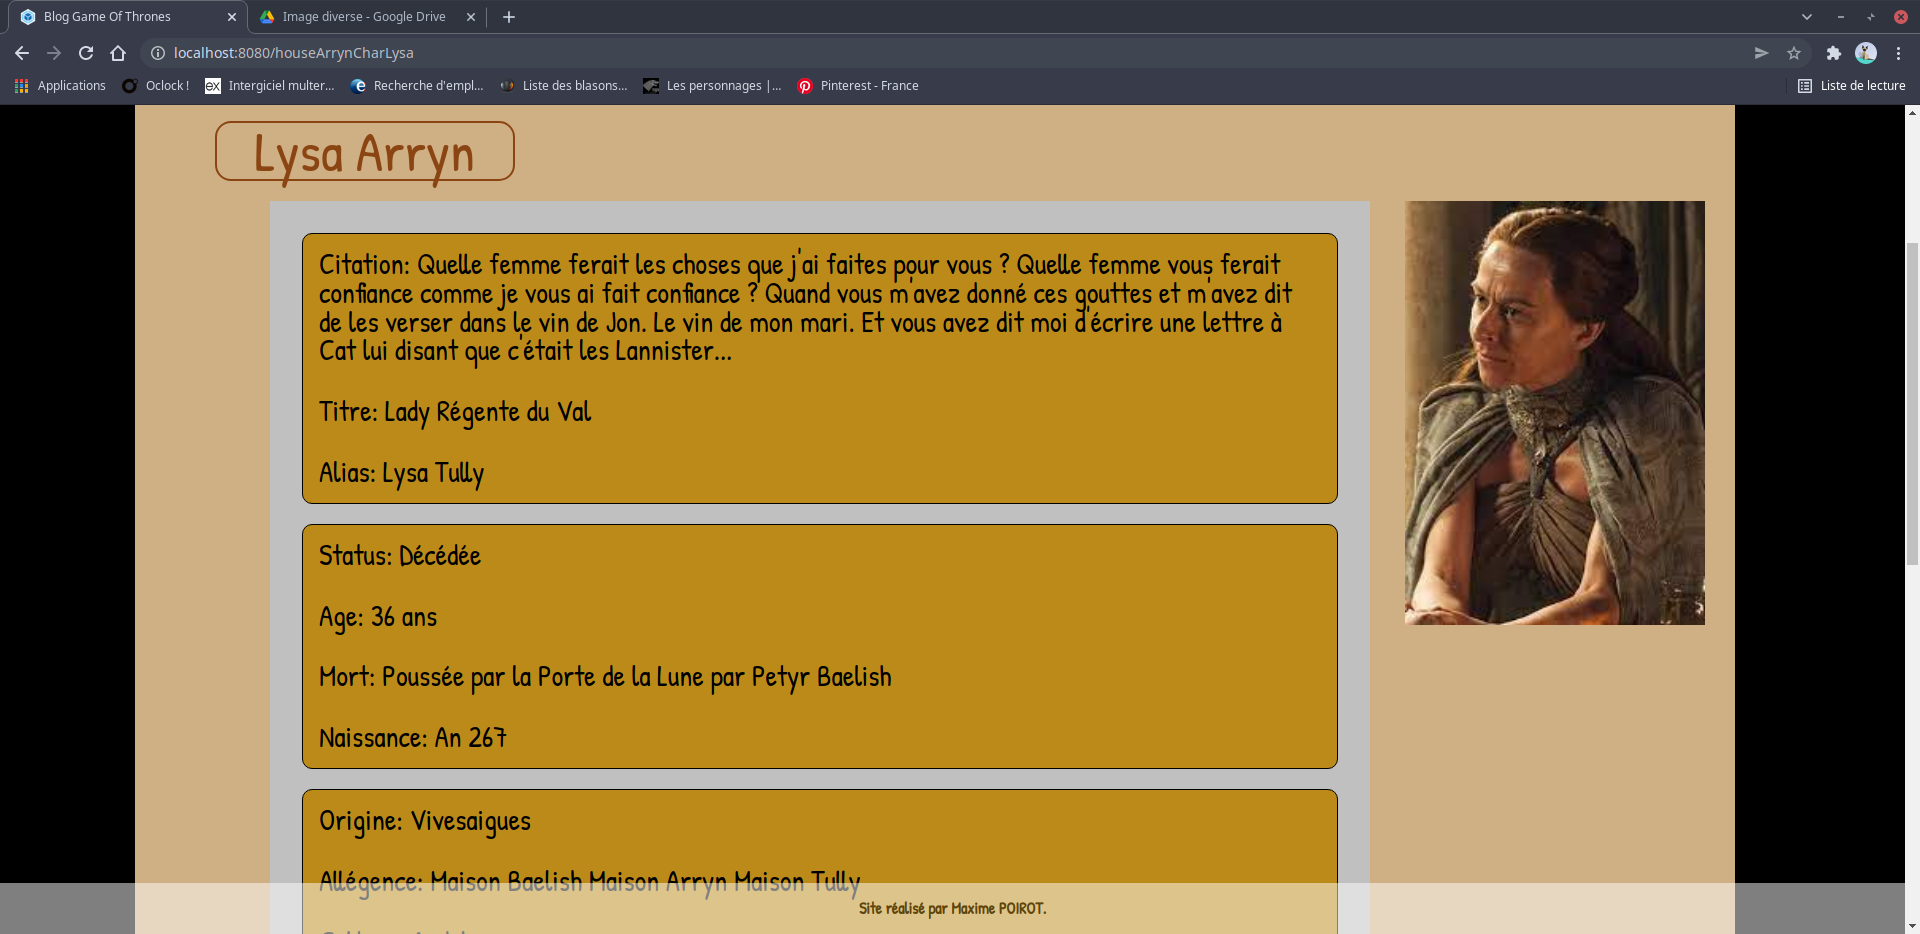 Blog Game Of Thrones
Image diverse - Google Drive
localhost:8080/houseArrynCharLysa
Applications
Oclock !
ex
Intergiciel multer...
Recherche d'empl...
Liste des blasons...
Les personnages |...
Pinterest - France
Liste de lecture
Lysa Arryn
Citation: Quelle femme ferait les choses que j'ai faites pour vous ? Quelle femme vous ferait
confiance comme je vous ai fait confiance ? Quand vous m'avez donné ces gouttes et m'avez dit
de les verser dans le vin de Jon. Le vin de mon mari. Et vous avez dit moi d'écrire une lettre à
Cat lui disant que c'était les Lannister...
Titre: Lady Régente du Val
Alias: Lysa Tully
Status: Décédée
Age: 36 ans
Mort: Poussée par la Porte de la Lune par Petyr Baelish
Naissance: An 267
Origine: Vivesaigues
Allégence: Maison Baelish Maison Arryn Maison Tully
Site réalisé par Maxime POIROT.